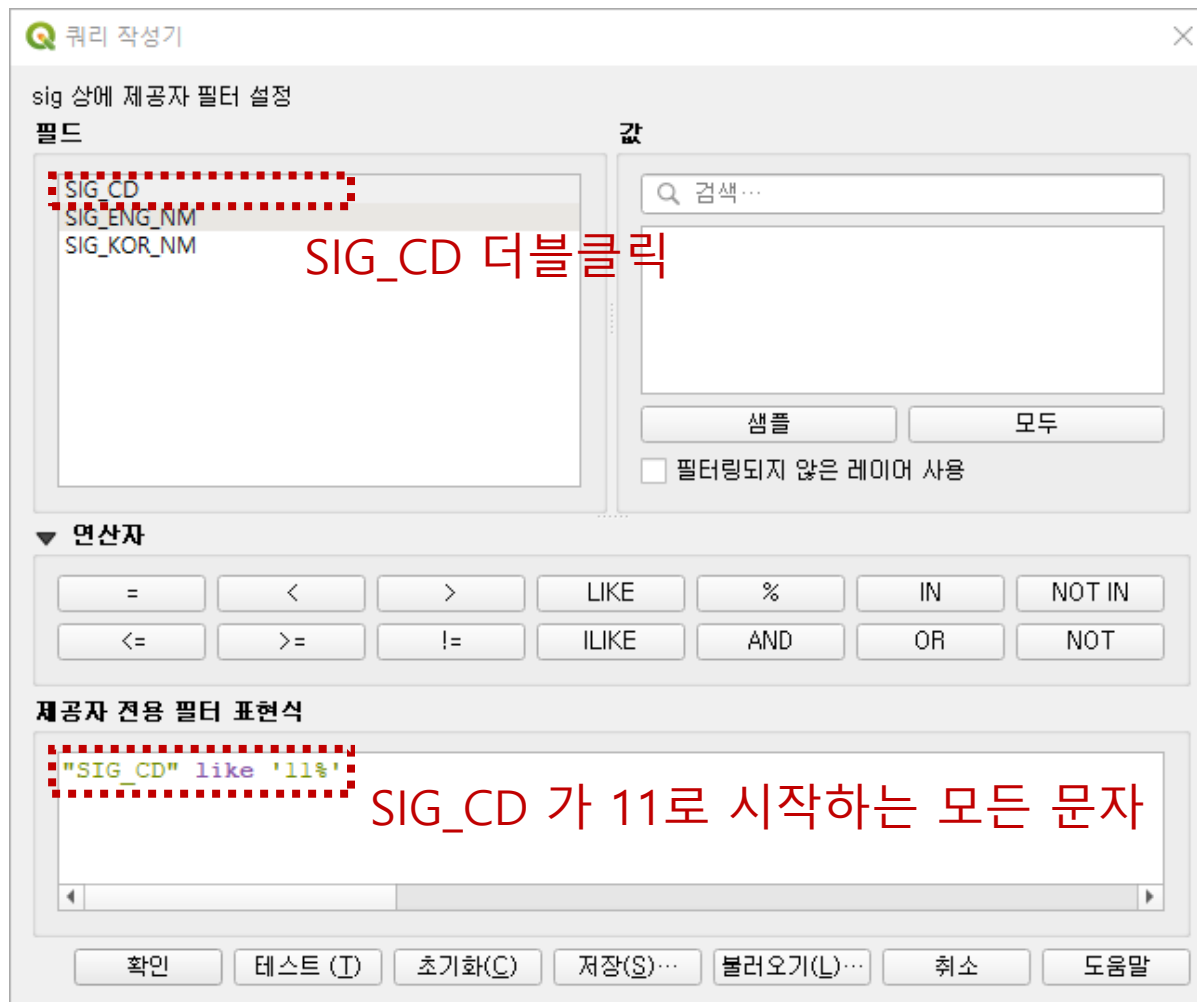 쿼리 작성기
sig 상에 제공자 필터 설정
필드
값
SIG_CD
SIG_ENG_NM
SIG_KOR_NM
SIG_CD 더블클릭
검색…
샘플
모두
필터링되지 않은 레이어 사용
연산자
= < > LIKE % IN NOT IN
<= >= != ILIKE AND OR NOT
제공자 전용 필터 표현식
"SIG_CD" like '11%'
SIG_CD 가 11로 시작하는 모든 문자
확인 테스트 (T) 초기화(C) 저장(S)… 불러오기(L)… 취소 도움말